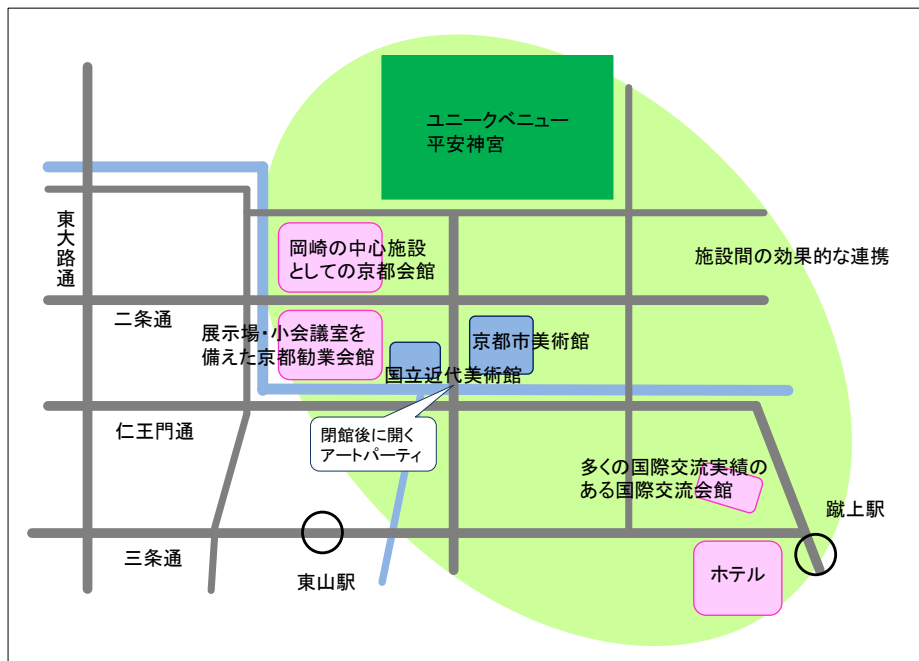 ユニークベニュー
平安神宮
東大路通
岡崎の中心施設
としての京都会館
施設間の効果的な連携
二条通
展示場・小会議室を
備えた京都勧業会館
京都市美術館
国立近代美術館
仁王門通
閉館後に開く
アートパーティ
多くの国際交流実績の
ある国際交流会館
蹴上駅
三条通
東山駅
ホテル